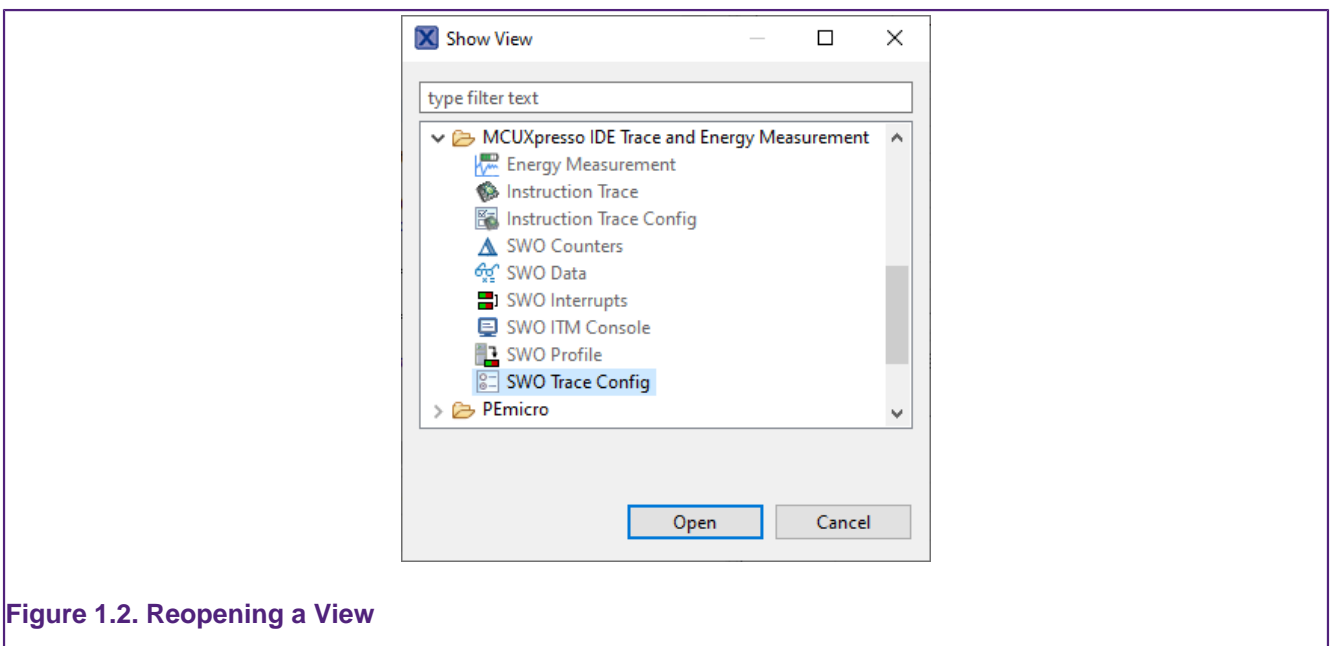 Show View
type filter text
MCUXpresso IDE Trace and Energy Measurement
Energy Measurement
Instruction Trace
Instruction Trace Config
SWO Counters
SWO Data
SWO Interrupts
SWO ITM Console
SWO Profile
SWO Trace Config
PEmicro
Open Cancel
Figure 1.2. Reopening a View